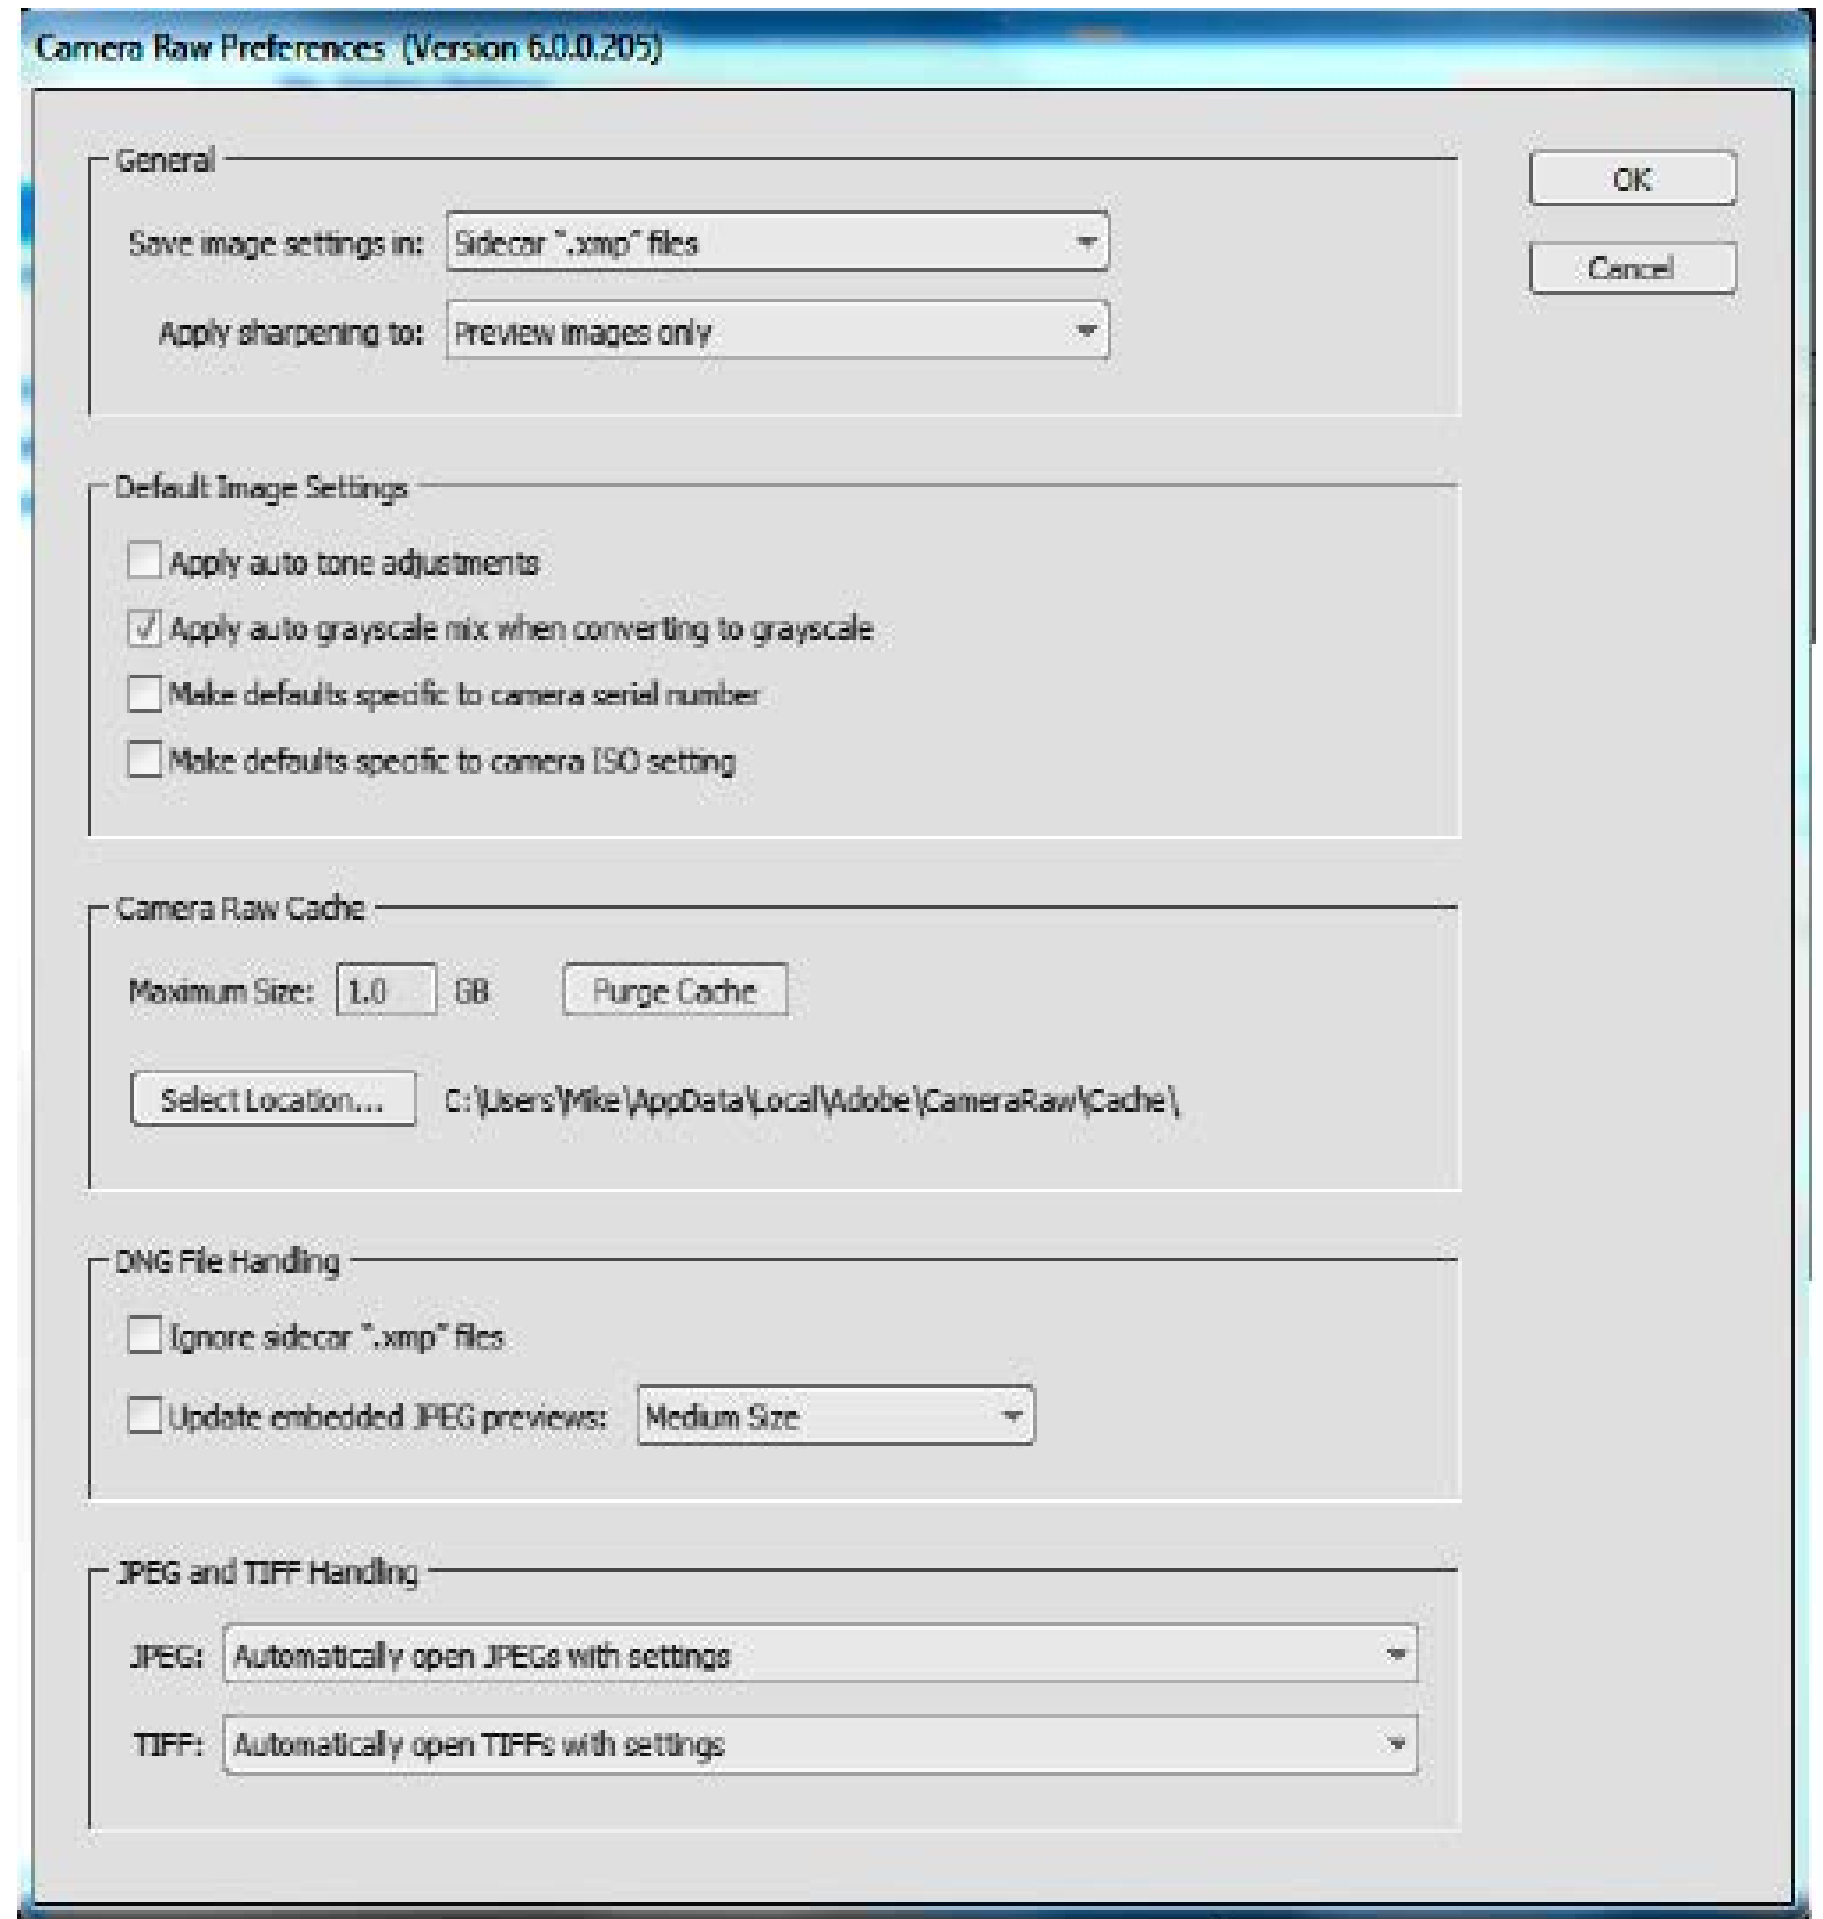 Camera Raw Preferences (Version 6.0.0.205)
General
OK
Save image settings in: Sidecar ".xmp" files
Cancel
Apply sharpening to: Preview images only
Default Image Settings
Apply auto tone adjustments
Apply auto grayscale mix when converting to grayscale
Make defaults specific to camera serial number
Make defaults specific to camera ISO setting
Camera Raw Cache
Maximum Size: 1.0 GB Purge Cache
Select Location... C:\Users\Mike\AppData\Local\Adobe\CameraRaw\Cache\
DNG File Handling
Ignore sidecar ".xmp" files
Update embedded JPEG previews: Medium Size
JPEG and TIFF Handling
JPEG: Automatically open JPEGs with settings
TIFF: Automatically open TIFFs with settings